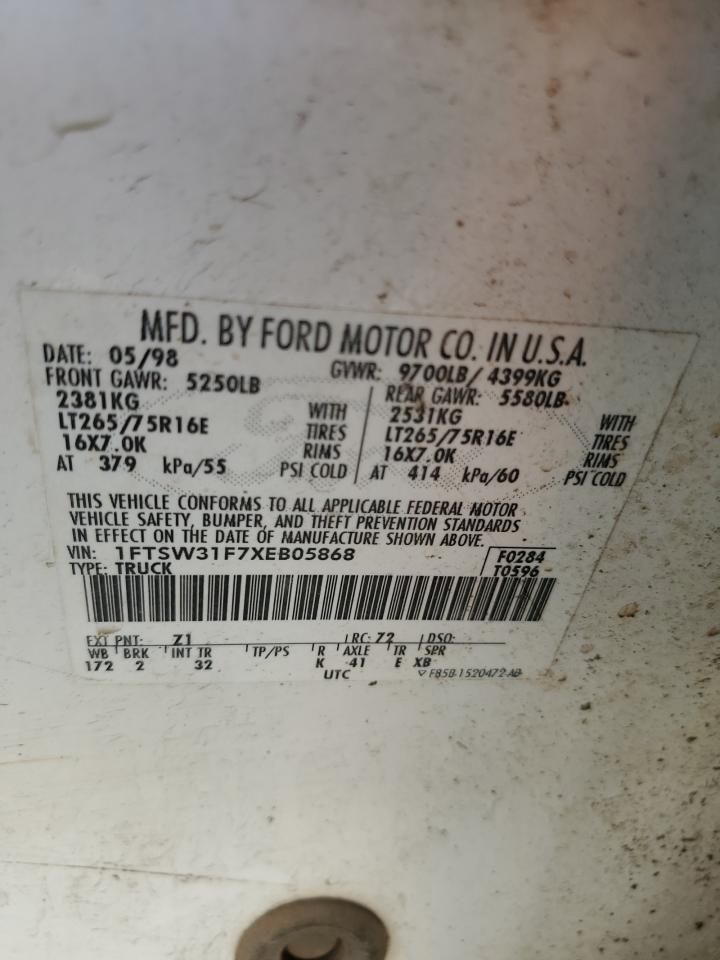 MFD. BY FORD MOTOR CO. IN U.S.A.
DATE: 05/98 GVWR: 9700LB/ 4399KG
FRONT GAWR: 5250LB REAR GAWR: 5580LB
2381KG WITH 2531KG WITH
LT265/75R16E TIRES LT265/75R16E TIRES
16X7.0K RIMS 16X7.0K RIMS
AT 379 kPa/55 PSI COLD AT 414 kPa/60 PSI COLD
THIS VEHICLE CONFORMS TO ALL APPLICABLE FEDERAL MOTOR
VEHICLE SAFETY, BUMPER, AND THEFT PREVENTION STANDARDS
IN EFFECT ON THE DATE OF MANUFACTURE SHOWN ABOVE.
VIN: 1FTSW31F7XEB05868 F0284
TYPE: TRUCK T0596
EXT PNT: Z1 RC: 72 DSO:
WB BRK INT TR TP/PS R AXLE TR SPR
172 2 32 K 41 E XB
UTC F85B-1520472-AB